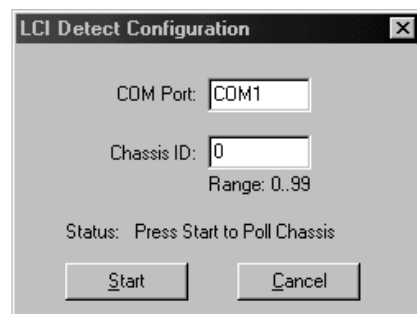 LCI Detect Configuration
COM Port: COM1
Chassis ID: 0
Range: 0..99
Status: Press Start to Poll Chassis
Start Cancel